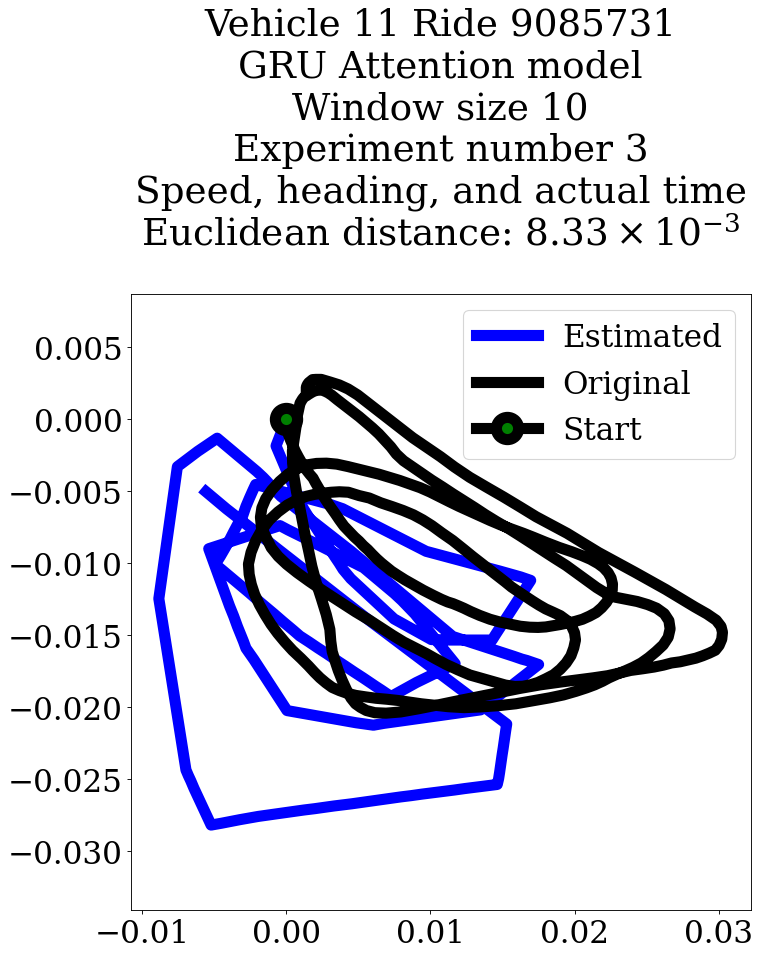 Vehicle 11 Ride 9085731
GRU Attention model
Window size 10
Experiment number 3
Speed, heading, and actual time
Euclidean distance: 8.33 × 10⁻³
Estimated
Original
Start
0.005
0.000
−0.005
−0.010
−0.015
−0.020
−0.025
−0.030
−0.01 0.00 0.01 0.02 0.03